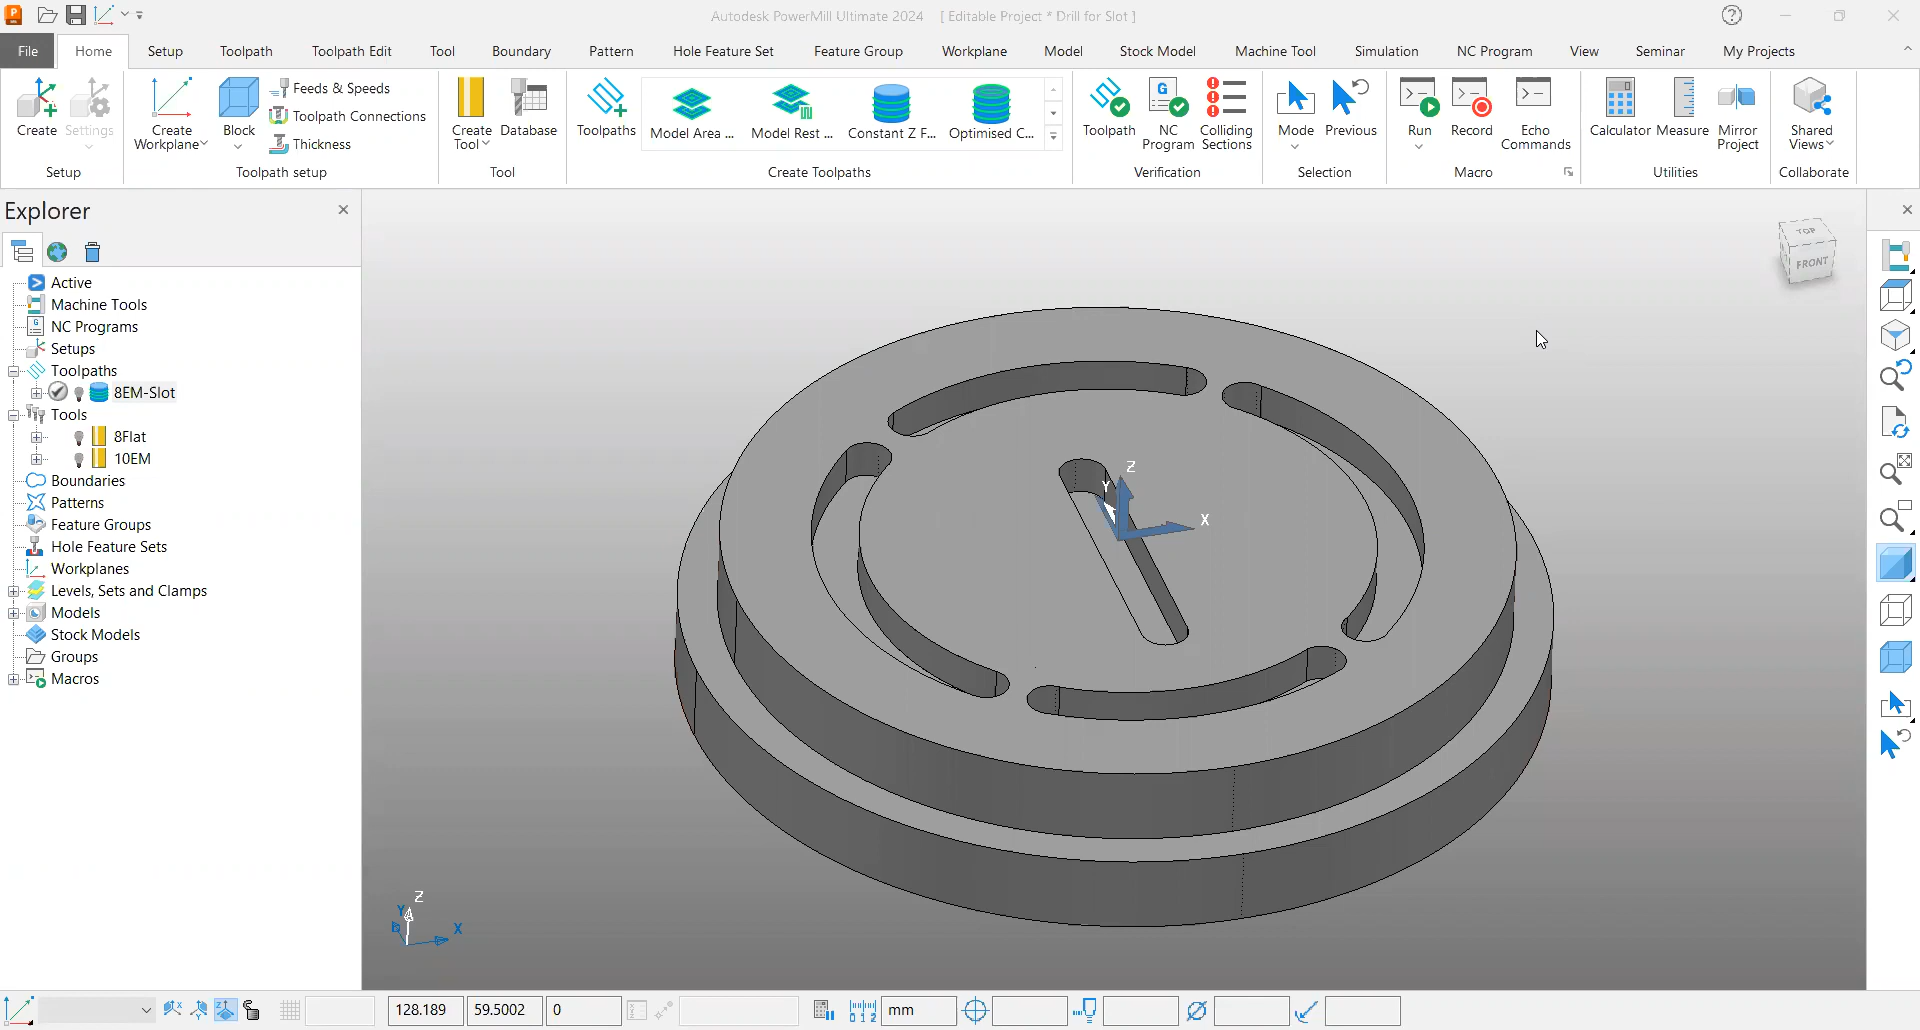 Autodesk PowerMill Ultimate 2024 [ Editable Project * Drill for Slot ]
File Home Setup Toolpath Toolpath Edit Tool Boundary Pattern Hole Feature Set Feature Group Workplane Model Stock Model Machine Tool Simulation NC Program View Seminar My Projects
Create
Settings
Create Workplane
Block
Feeds & Speeds
Toolpath Connections
Thickness
Create Tool
Database
Toolpaths
Model Area ...
Model Rest ...
Constant Z F...
Optimised C...
Toolpath
NC Program
Colliding Sections
Mode
Previous
Run
Record
Echo Commands
Calculator
Measure
Mirror Project
Shared Views
Setup
Toolpath setup
Tool
Create Toolpaths
Verification
Selection
Macro
Utilities
Collaborate
Explorer
Active
Machine Tools
NC Programs
Setups
Toolpaths
8EM-Slot
Tools
8Flat
10EM
Boundaries
Patterns
Feature Groups
Hole Feature Sets
Workplanes
Levels, Sets and Clamps
Models
Stock Models
Groups
Macros
TOP
FRONT
Z
Y
X
Z
Y
X
128.189 59.5002 0 mm